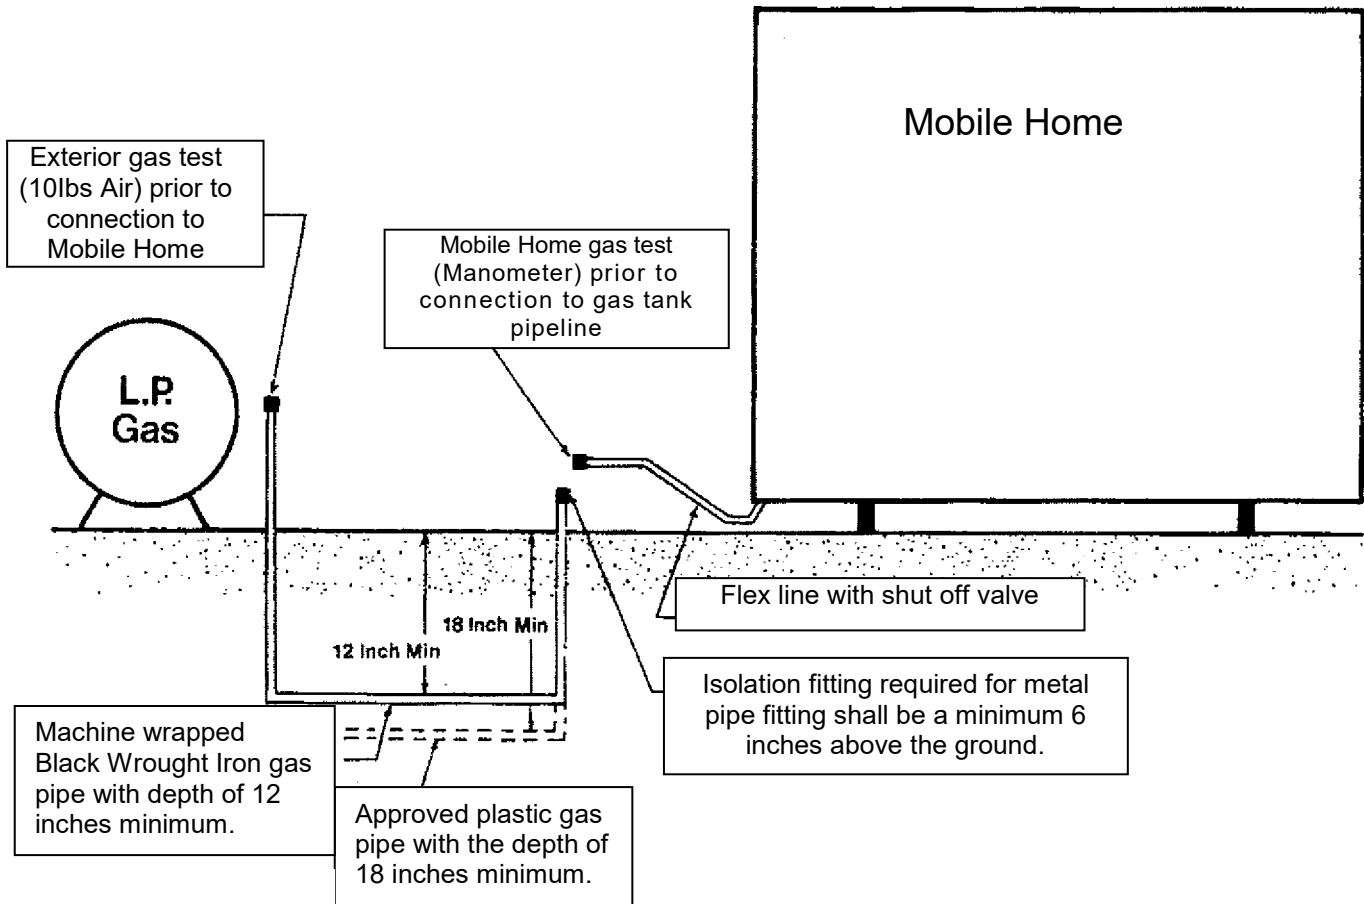 Mobile Home
Exterior gas test
(10lbs Air) prior to
connection to
Mobile Home
Mobile Home gas test
(Manometer) prior to
connection to gas tank
pipeline
L.P.
Gas
Flex line with shut off valve
18 Inch Min
12 Inch Min
Isolation fitting required for metal
pipe fitting shall be a minimum 6
inches above the ground.
Machine wrapped
Black Wrought Iron gas
pipe with depth of 12
inches minimum.
Approved plastic gas
pipe with the depth of
18 inches minimum.